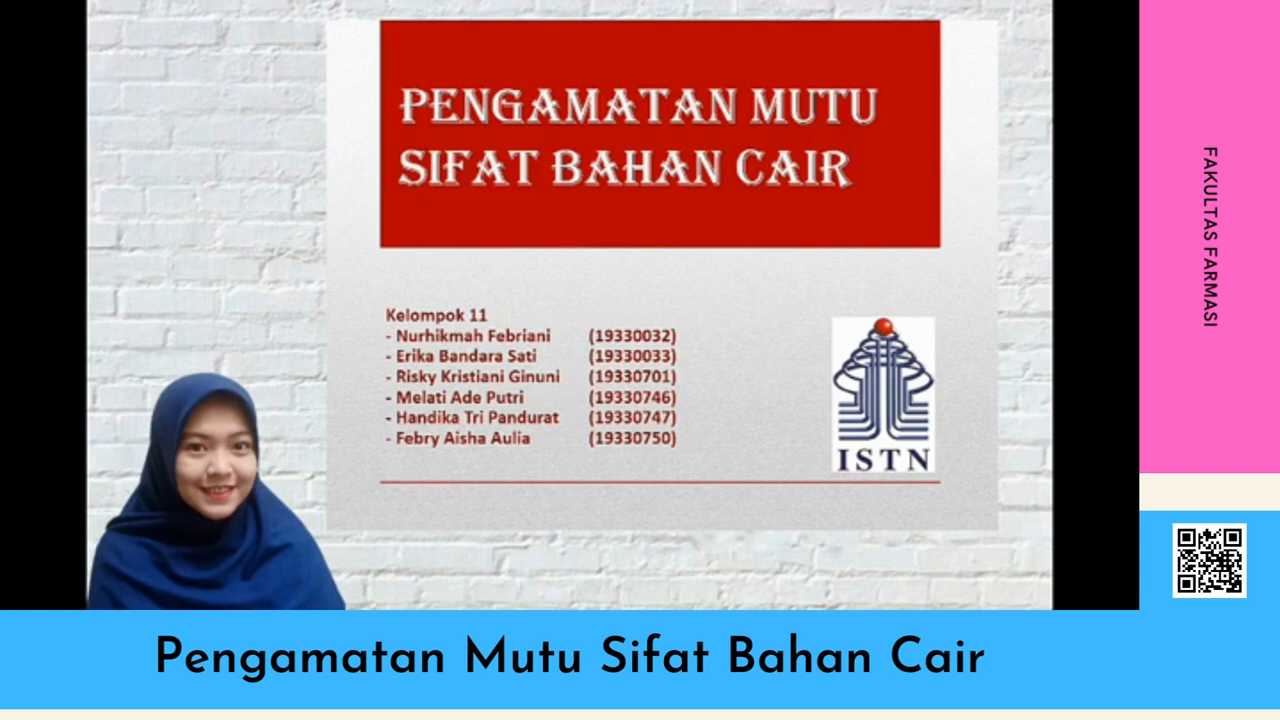 PENGAMATAN MUTU
SIFAT BAHAN CAIR
Kelompok 11
- Nurhikmah Febriani (19330032)
- Erika Bandara Sati (19330033)
- Risky Kristiani Ginuni (19330701)
- Melati Ade Putri (19330746)
- Handika Tri Pandurat (19330747)
- Febry Aisha Aulia (19330750)
ISTN
FAKULTAS FARMASI
Pengamatan Mutu Sifat Bahan Cair